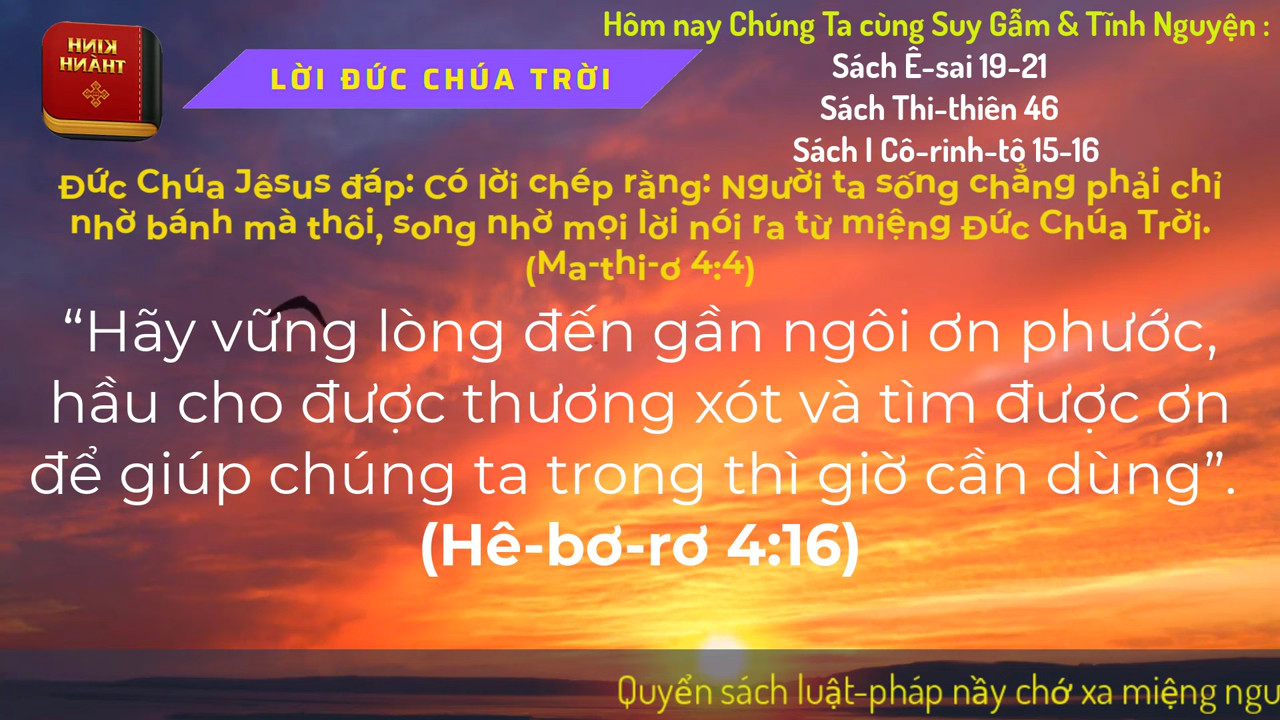 KINH
THÁNH
LỜI ĐỨC CHÚA TRỜI
Hôm nay Chúng Ta cùng Suy Gẫm & Tĩnh Nguyện :
Sách Ê-sai 19-21
Sách Thi-thiên 46
Sách I Cô-rinh-tô 15-16
Đức Chúa Jêsus đáp: Có lời chép rằng: Người ta sống chẳng phải chỉ
nhờ bánh mà thôi, song nhờ mọi lời nói ra từ miệng Đức Chúa Trời.
(Ma-thi-ơ 4:4)
“Hãy vững lòng đến gần ngôi ơn phước,
hầu cho được thương xót và tìm được ơn
để giúp chúng ta trong thì giờ cần dùng”.
(Hê-bơ-rơ 4:16)
Quyển sách luật-pháp nầy chớ xa miệng ngư